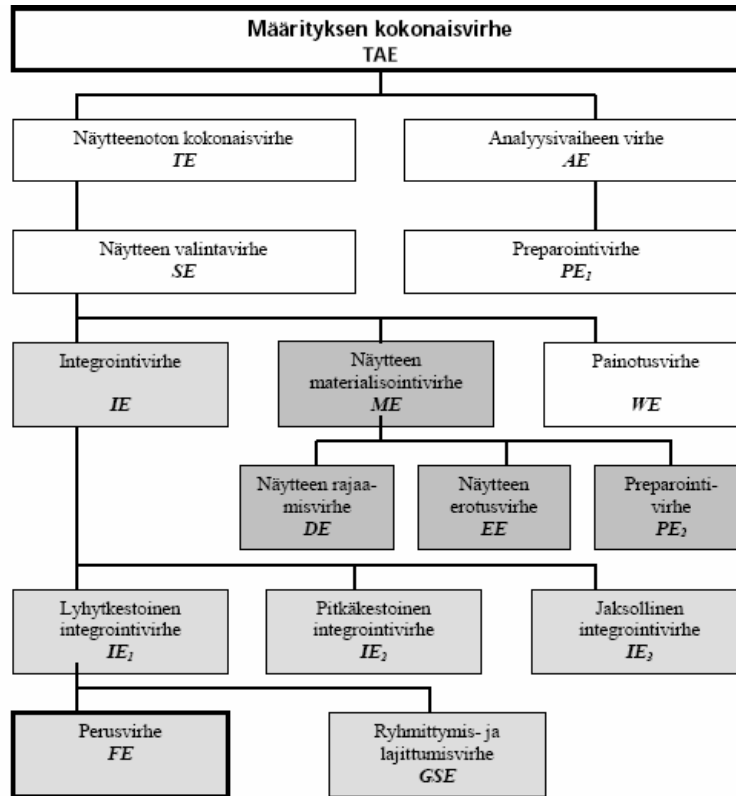 Määrityksen kokonaisvirhe
TAE
Näytteenoton kokonaisvirhe
TE
Analyysivaiheen virhe
AE
Näytteen valintavirhe
SE
Preparointivirhe
PE1
Integrointivirhe
IE
Näytteen
materialisointivirhe
ME
Painotusvirhe
WE
Näytteen rajaa-
misvirhe
DE
Näytteen
erotusvirhe
EE
Preparointi-
virhe
PE2
Lyhytkestoinen
integrointivirhe
IE1
Pitkäkestoinen
integrointivirhe
IE2
Jaksollinen
integrointivirhe
IE3
Perusvirhe
FE
Ryhmittymis- ja
lajittumisvirhe
GSE